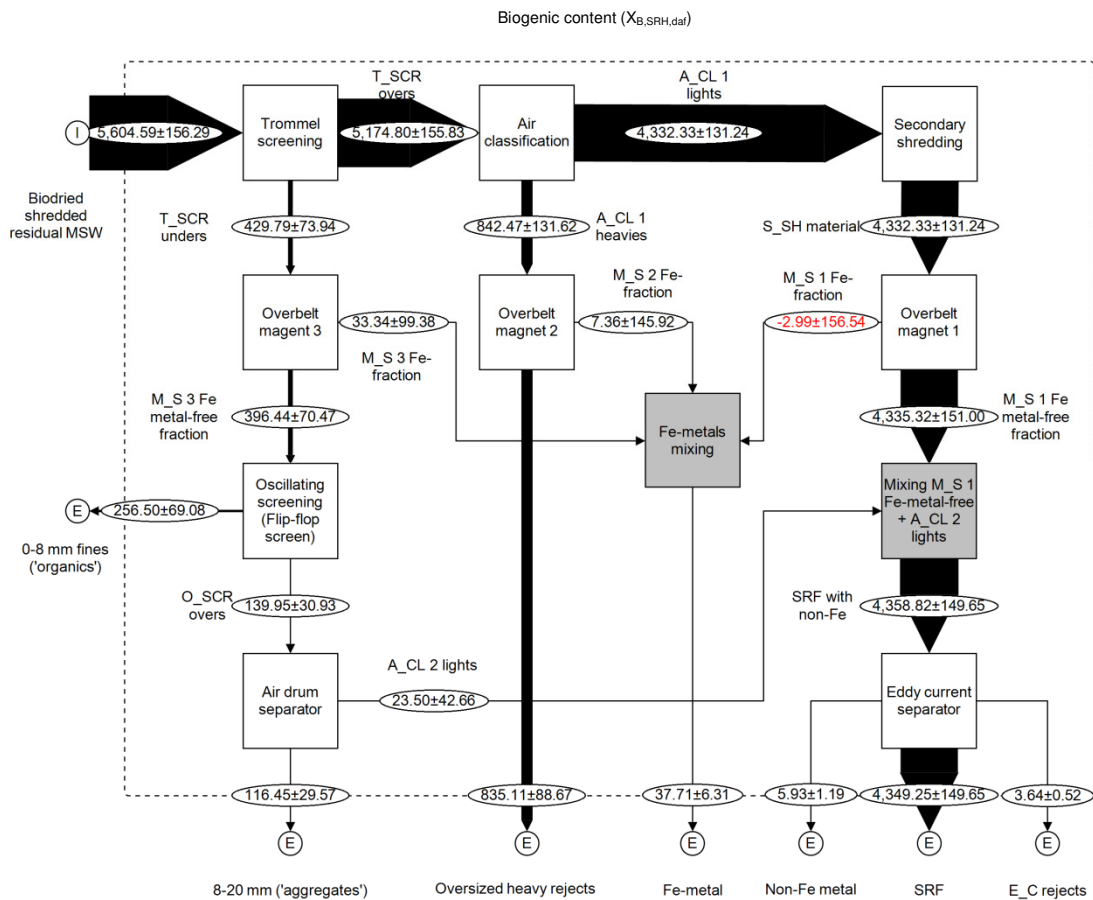 Biogenic content (X_B,SRH,daf)
T_SCR
overs
A_CL 1
lights
I
5,604.59±156.29
Trommel
screening
5,174.80±155.83
Air
classification
4,332.33±131.24
Secondary
shredding
Biodried
shredded
residual MSW
T_SCR
unders
429.79±73.94
842.47±131.62
A_CL 1
heavies
S_SH material
4,332.33±131.24
M_S 2 Fe-
fraction
M_S 1 Fe-
fraction
Overbelt
magent 3
33.34±99.38
Overbelt
magnet 2
7.36±145.92
-2.99±156.54
Overbelt
magnet 1
M_S 3 Fe-
fraction
M_S 3 Fe
metal-free
fraction
396.44±70.47
Fe-metals
mixing
4,335.32±151.00
M_S 1 Fe
metal-free
fraction
E
256.50±69.08
Oscillating
screening
(Flip-flop
screen)
Mixing M_S 1
Fe-metal-free
+ A_CL 2
lights
0-8 mm fines
('organics')
O_SCR
overs
139.95±30.93
SRF with
non-Fe
4,358.82±149.65
A_CL 2 lights
Air drum
separator
23.50±42.66
Eddy current
separator
116.45±29.57
835.11±88.67
37.71±6.31
5.93±1.19
4,349.25±149.65
3.64±0.52
E
E
E
E
E
E
8-20 mm ('aggregates')
Oversized heavy rejects
Fe-metal
Non-Fe metal
SRF
E_C rejects